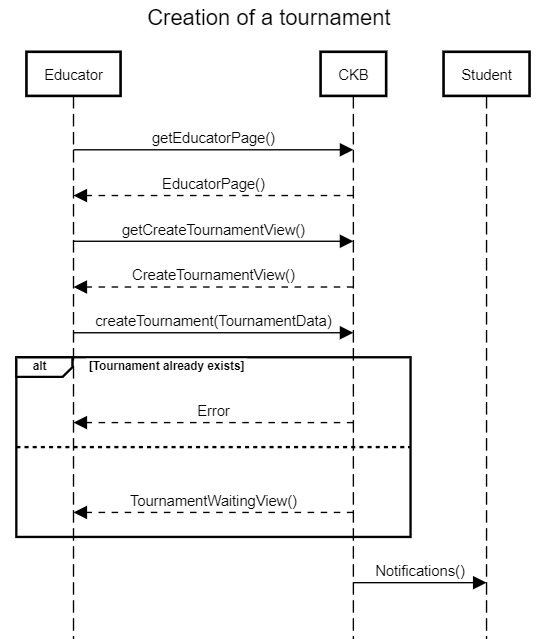 Creation of a tournament
Educator
CKB
Student
getEducatorPage()
EducatorPage()
getCreateTournamentView()
CreateTournamentView()
createTournament(TournamentData)
alt
[Tournament already exists]
Error
TournamentWaitingView()
Notifications()